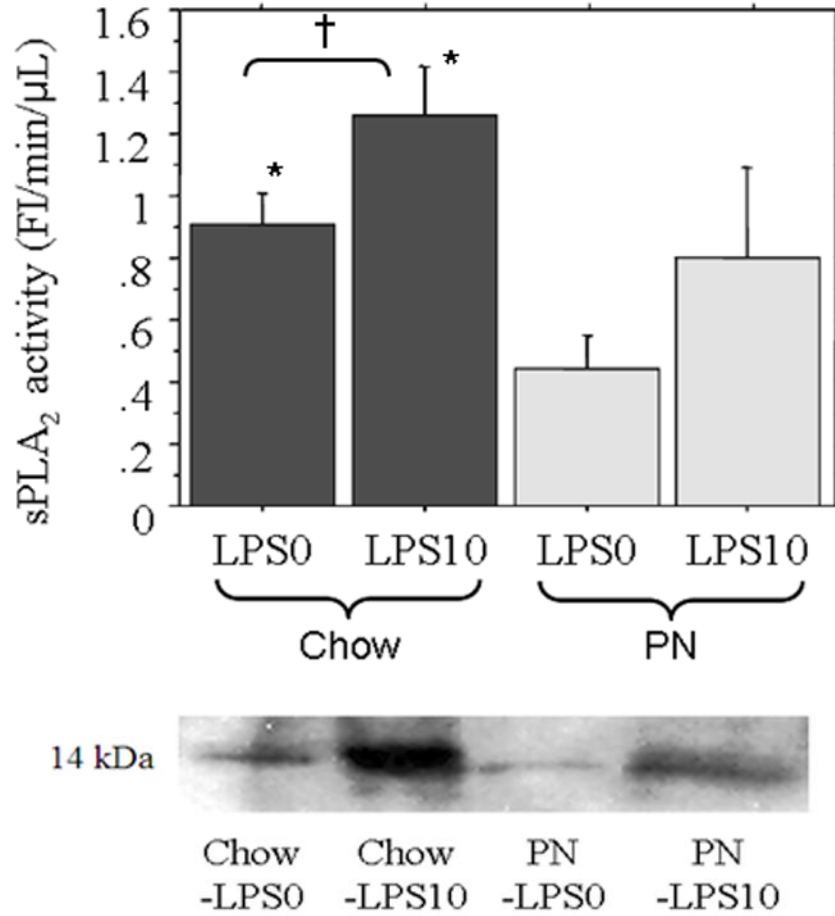 sPLA₂ activity (FI/min/µL)
1.6
1.4
1.2
1
.8
.6
.4
.2
0
†
*
*
LPS0 LPS10 LPS0 LPS10
Chow PN
14 kDa
Chow Chow PN PN
-LPS0 -LPS10 -LPS0 -LPS10